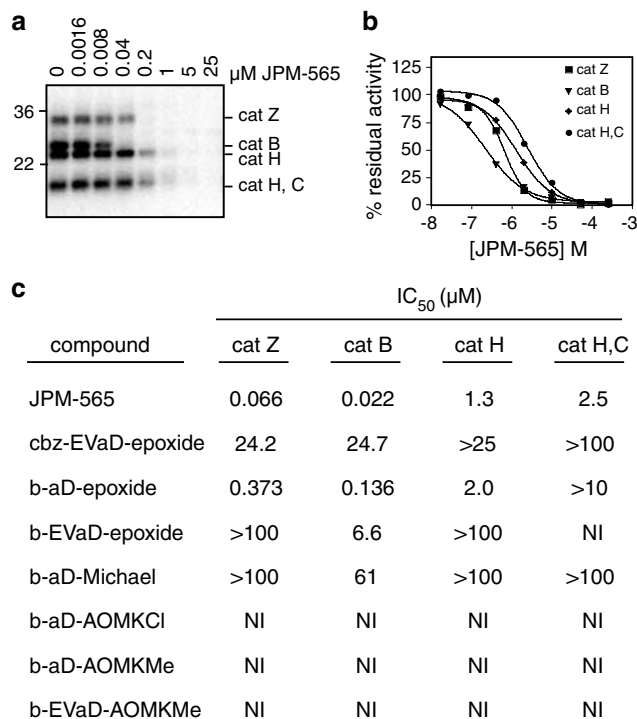 a
0 0.0016 0.008 0.04 0.2 1 5 25 µM JPM-565
36
22
cat Z
cat B
cat H
cat H, C
b
% residual activity
125
100
75
50
25
0
-8 -7 -6 -5 -4 -3
[JPM-565] M
cat Z
cat B
cat H
cat H,C
c
IC50 (µM)
compound cat Z cat B cat H cat H,C
JPM-565 0.066 0.022 1.3 2.5
cbz-EVaD-epoxide 24.2 24.7 >25 >100
b-aD-epoxide 0.373 0.136 2.0 >10
b-EVaD-epoxide >100 6.6 >100 NI
b-aD-Michael >100 61 >100 >100
b-aD-AOMKCl NI NI NI NI
b-aD-AOMKMe NI NI NI NI
b-EVaD-AOMKMe NI NI NI NI